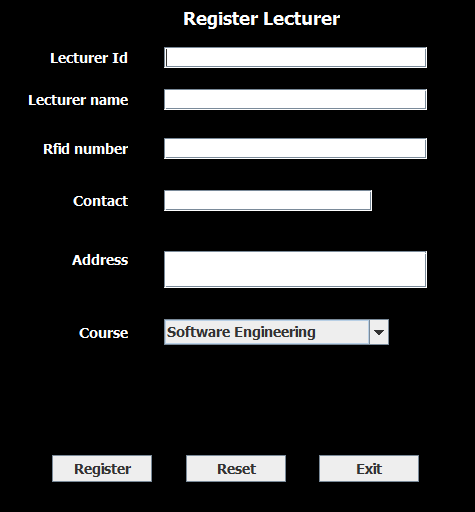 Register Lecturer
Lecturer Id
Lecturer name
Rfid number
Contact
Address
Course Software Engineering
Register Reset Exit